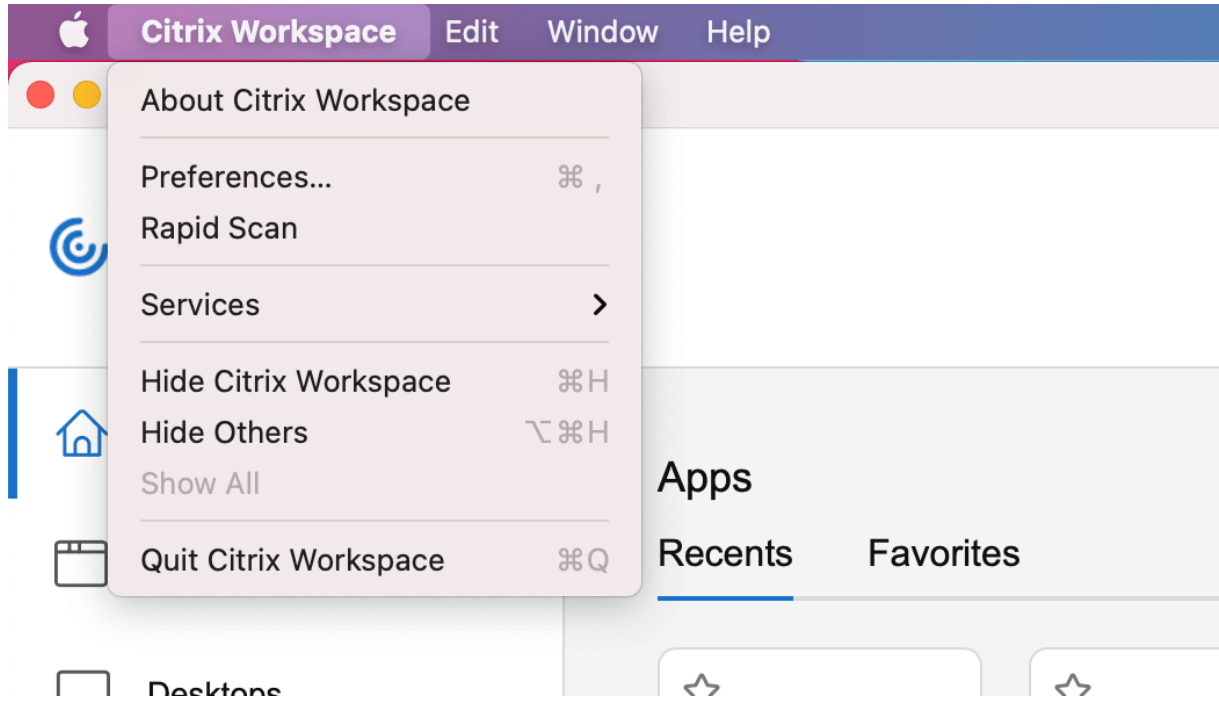 Citrix Workspace Edit Window Help
About Citrix Workspace
Preferences... ⌘ ,
Rapid Scan
Services
Hide Citrix Workspace ⌘H
Hide Others ⌥⌘H
Show All
Quit Citrix Workspace ⌘Q
Apps
Recents Favorites
Desktops